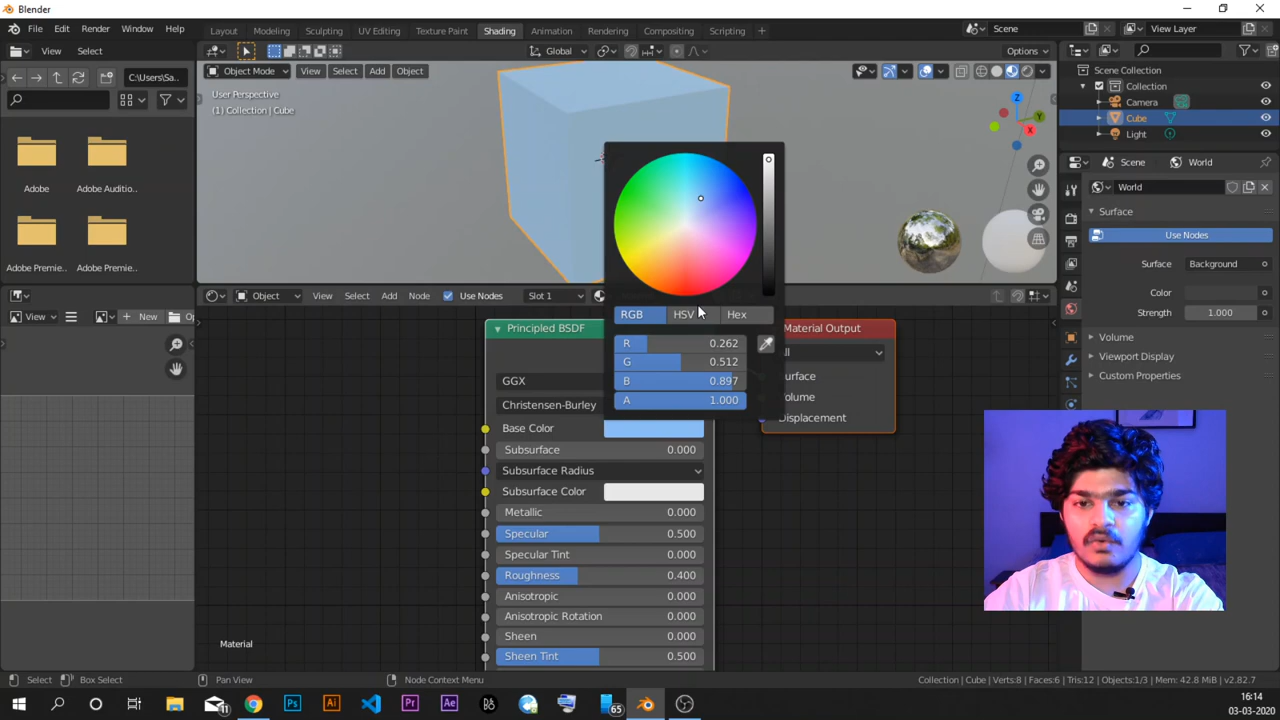 Blender
File Edit Render Window Help
Layout Modeling Sculpting UV Editing Texture Paint Shading Animation Rendering Compositing Scripting +
Scene
View Layer
View Select
Global
Options
C:\Users\Sa..
Object Mode View Select Add Object
User Perspective
(1) Collection | Cube
Z
Y
X
Scene Collection
Collection
Camera
Cube
Light
Adobe
Adobe Auditio...
Adobe Premie...
Adobe Premie...
Scene World
World
Surface
Use Nodes
Surface Background
Color
Strength 1.000
Volume
Viewport Display
Custom Properties
View New
Object View Select Add Node Use Nodes Slot 1
RGB HSV Hex
R 0.262
G 0.512
B 0.897
A 1.000
Principled BSDF
GGX
Christensen-Burley
Base Color
Subsurface 0.000
Subsurface Radius
Subsurface Color
Metallic 0.000
Specular 0.500
Specular Tint 0.000
Roughness 0.400
Anisotropic 0.000
Anisotropic Rotation 0.000
Sheen 0.000
Sheen Tint 0.500
Material Output
Volume
Displacement
Material
Select Box Select Pan View Node Context Menu
Collection | Cube | Verts:8 | Faces:6 | Tris:12 | Objects:1/3 | Mem: 42.8 MiB | v2.82.7
11
Ps
Ai
Pr
Ae
65
16:14
03-03-2020